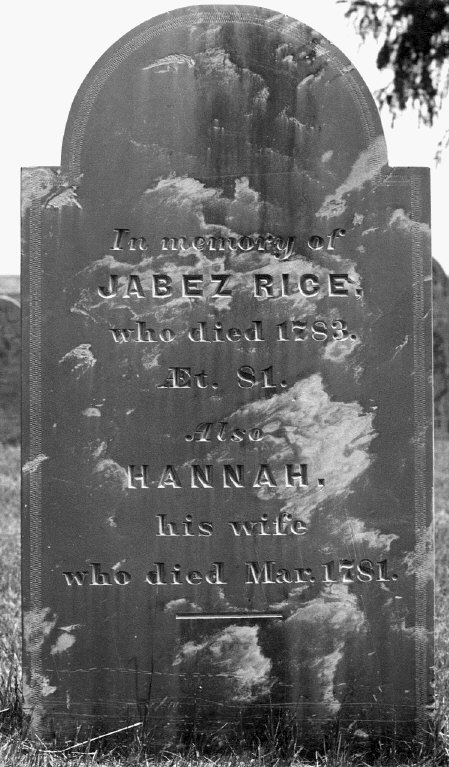 In memory of
JABEZ RICE,
who died 1783.
Æt. 81.
Also
HANNAH,
his wife
who died Mar. 1781.